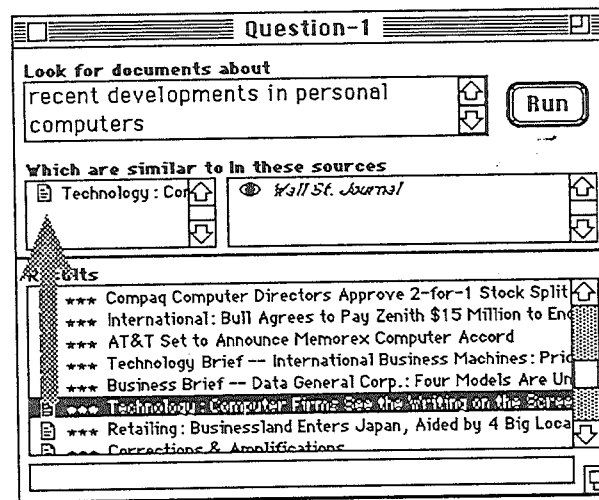 Question-1
Look for documents about
recent developments in personal
computers
Run
Which are similar to In these sources
Technology: Cor
Wall St. Journal
Results
*** Compaq Computer Directors Approve 2-for-1 Stock Split
*** International: Bull Agrees to Pay Zenith $15 Million to End
*** AT&T Set to Announce Memorex Computer Accord
*** Technology Brief -- International Business Machines: Pric
*** Business Brief -- Data General Corp.: Four Models Are Un
*** Technology: Computer Firms See the Writing on the Scree
*** Retailing: Businessland Enters Japan, Aided by 4 Big Loca
Corrections & Amplifications